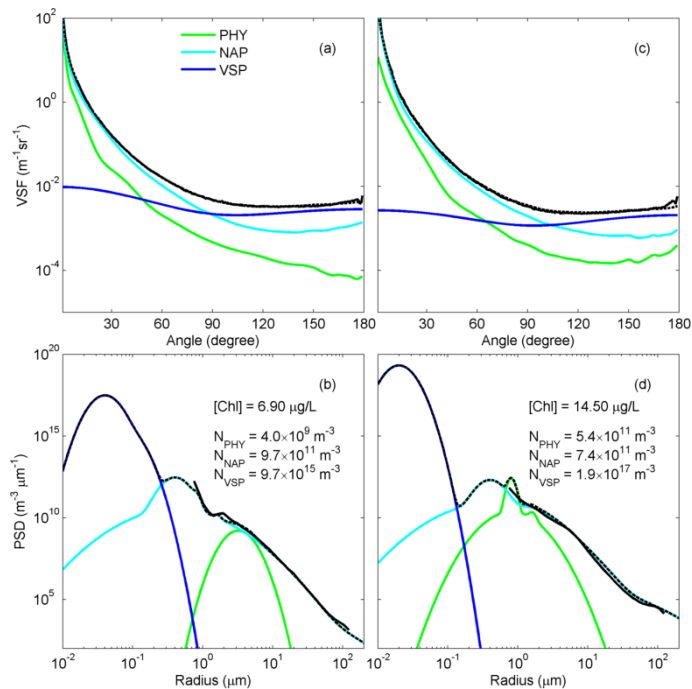 10^2
10^0
10^-2
10^-4
VSF (m^-1sr^-1)
PHY
NAP
VSP
(a)
(c)
30 60 90 120 150 180
Angle (degree)
30 60 90 120 150 180
Angle (degree)
10^20
10^15
10^10
10^5
PSD (m^-3 μm^-1)
(b)
[Chl] = 6.90 μg/L
N_PHY = 4.0×10^9 m^-3
N_NAP = 9.7×10^11 m^-3
N_VSP = 9.7×10^15 m^-3
(d)
[Chl] = 14.50 μg/L
N_PHY = 5.4×10^11 m^-3
N_NAP = 7.4×10^11 m^-3
N_VSP = 1.9×10^17 m^-3
10^-2 10^-1 10^0 10^1 10^2
Radius (μm)
10^-2 10^-1 10^0 10^1 10^2
Radius (μm)